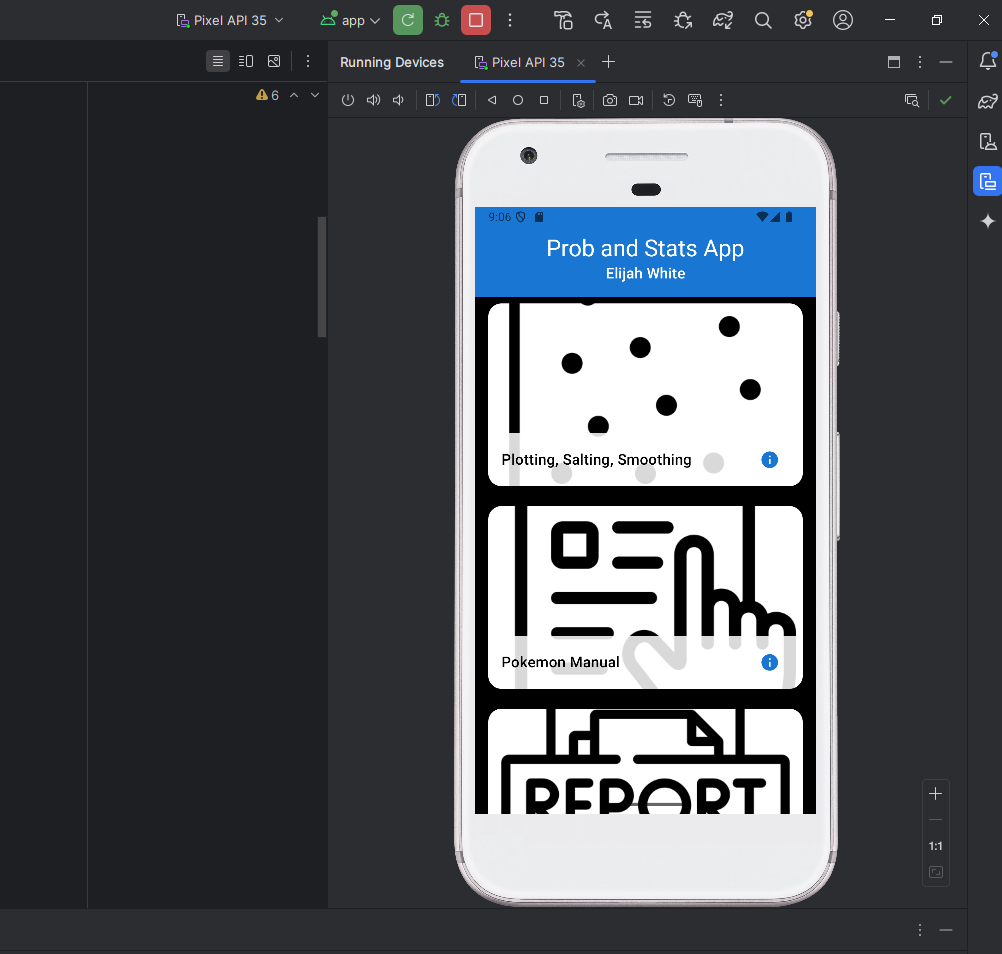 Pixel API 35
app
Running Devices
Pixel API 35
6
9:06
Prob and Stats App
Elijah White
Plotting, Salting, Smoothing
Pokemon Manual
REPORT
1:1